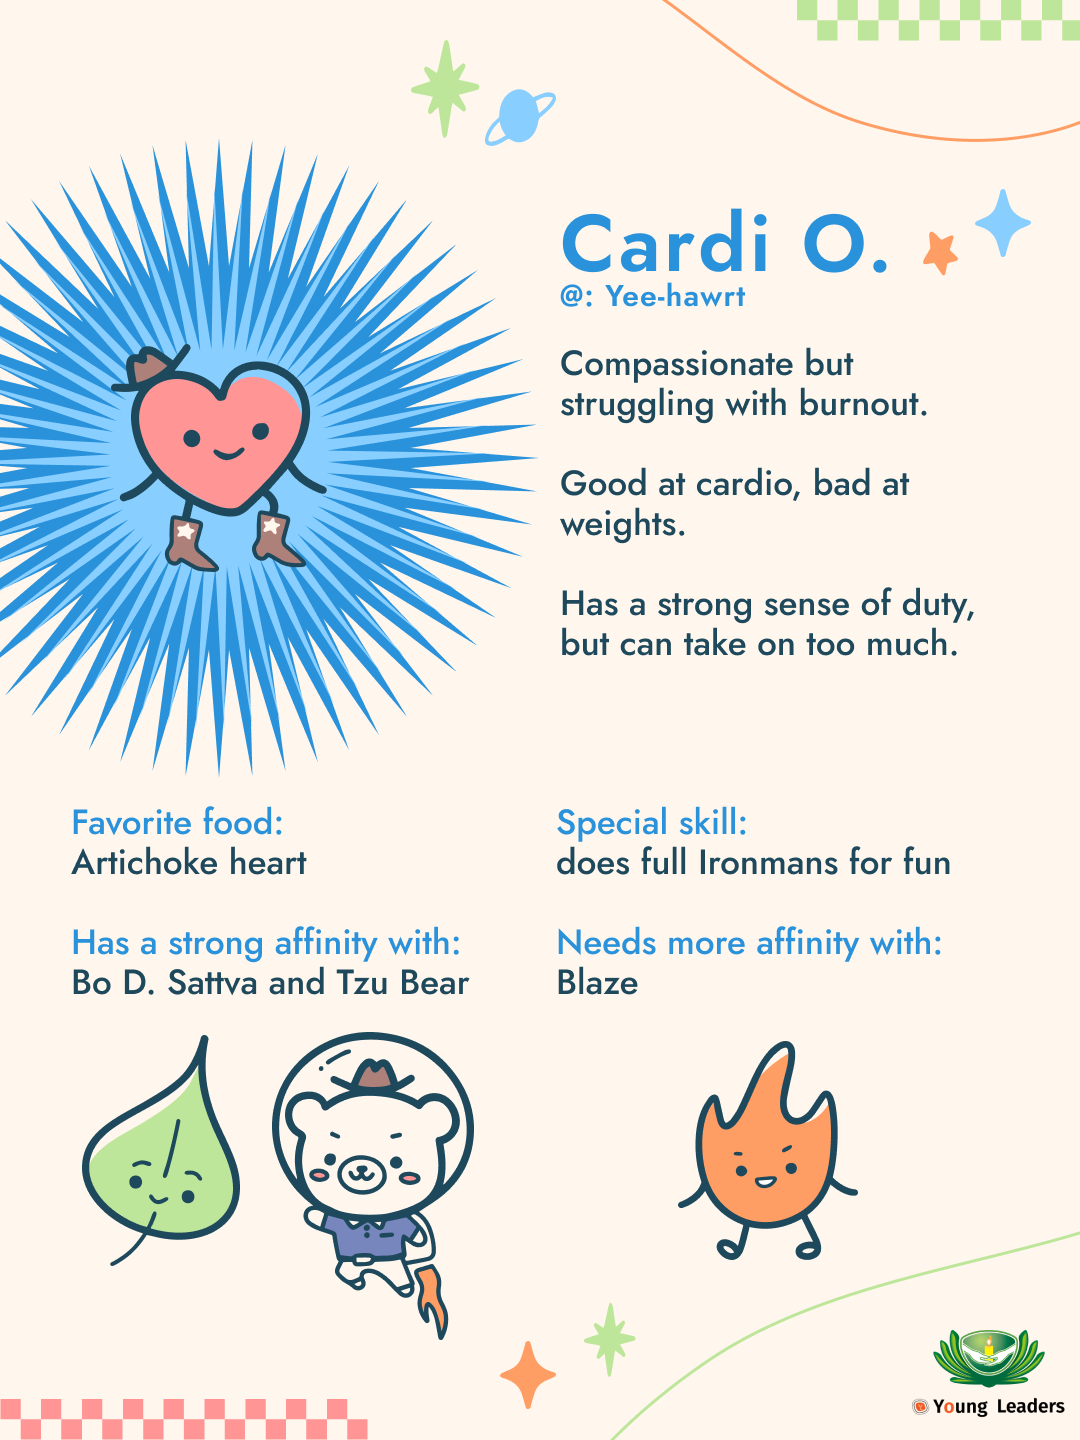 Cardi O.
@: Yee-hawrt
Compassionate but
struggling with burnout.
Good at cardio, bad at
weights.
Has a strong sense of duty,
but can take on too much.
Favorite food:
Artichoke heart
Special skill:
does full Ironmans for fun
Has a strong affinity with:
Bo D. Sattva and Tzu Bear
Needs more affinity with:
Blaze
Young Leaders